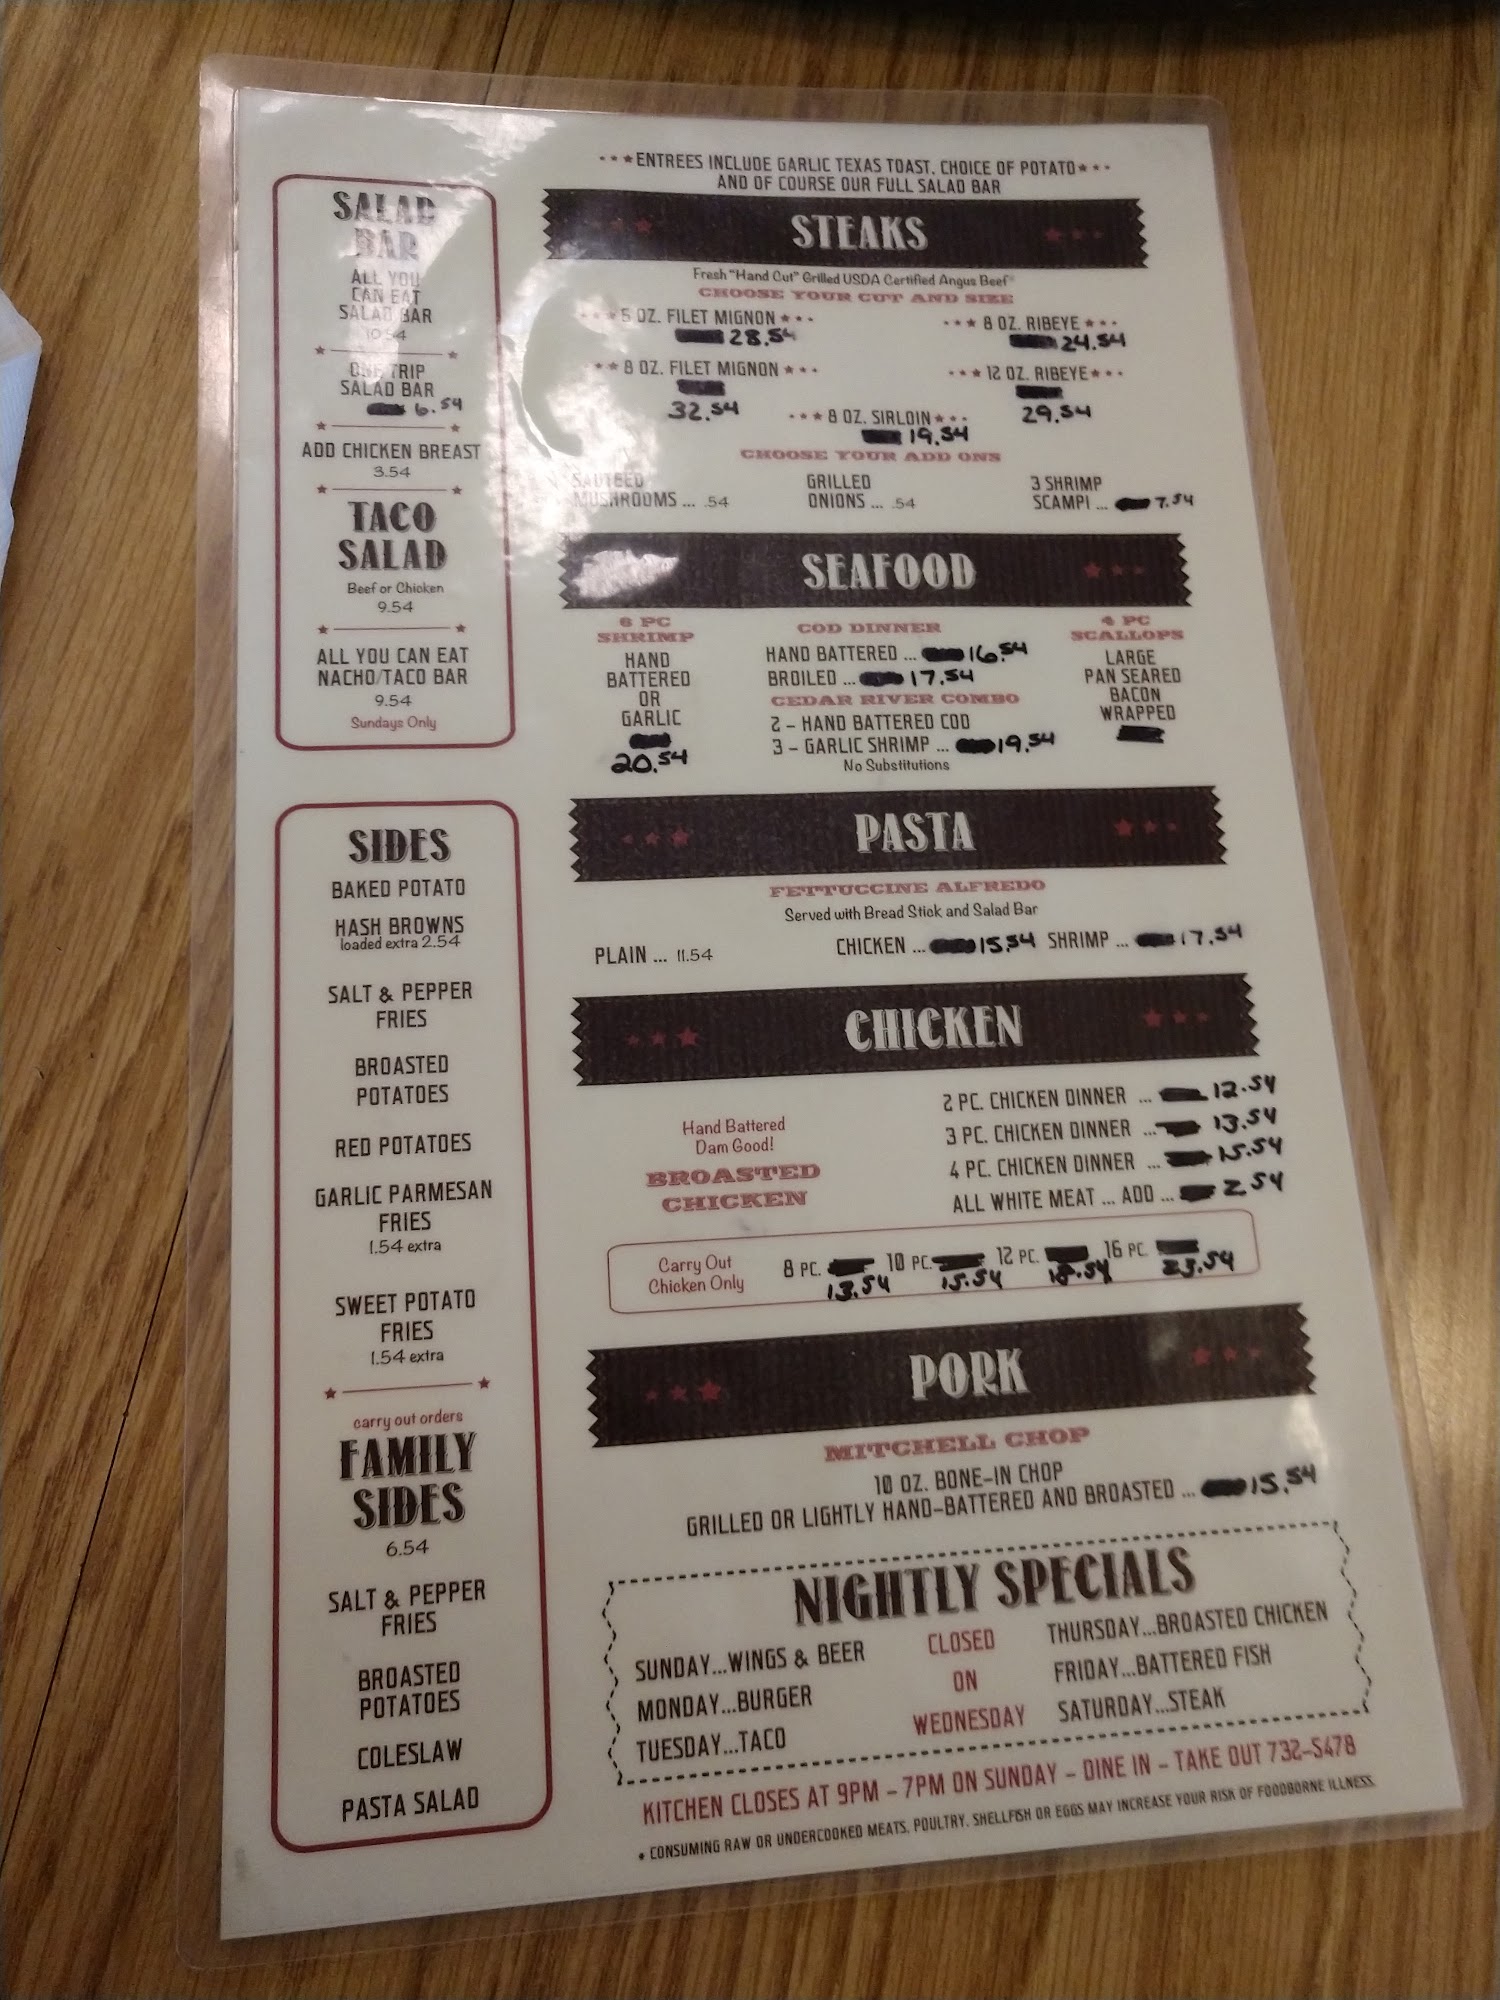 SALAD
BAR
ALL YOU
CAN EAT
SALAD BAR
10.54
ONE TRIP
SALAD BAR
6.54
ADD CHICKEN BREAST
3.54
TACO
SALAD
Beef or Chicken
9.54
ALL YOU CAN EAT
NACHO/TACO BAR
9.54
Sundays Only
SIDES
BAKED POTATO
HASH BROWNS
loaded extra 2.54
SALT & PEPPER
FRIES
BROASTED
POTATOES
RED POTATOES
GARLIC PARMESAN
FRIES
1.54 extra
SWEET POTATO
FRIES
1.54 extra
carry out orders
FAMILY
SIDES
6.54
SALT & PEPPER
FRIES
BROASTED
POTATOES
COLESLAW
PASTA SALAD
ENTREES INCLUDE GARLIC TEXAS TOAST, CHOICE OF POTATO
AND OF COURSE OUR FULL SALAD BAR
STEAKS
Fresh "Hand Cut" Grilled USDA Certified Angus Beef®
CHOOSE YOUR CUT AND SIZE
OZ. FILET MIGNON
28.54
8 OZ. RIBEYE
24.54
8 OZ. FILET MIGNON
32.54
12 OZ. RIBEYE
29.54
8 OZ. SIRLOIN
19.54
CHOOSE YOUR ADD ONS
SAUTEED
MUSHROOMS ... .54
GRILLED
ONIONS ... .54
3 SHRIMP
SCAMPI ... 7.54
SEAFOOD
6 PC
SHRIMP
HAND
BATTERED
OR
GARLIC
20.54
COD DINNER
HAND BATTERED ... 16.54
BROILED ... 17.54
CEDAR RIVER COMBO
2 - HAND BATTERED COD
3 - GARLIC SHRIMP ... 19.54
No Substitutions
4 PC
SCALLOPS
LARGE
PAN SEARED
BACON
WRAPPED
PASTA
FETTUCCINE ALFREDO
Served with Bread Stick and Salad Bar
PLAIN ... 11.54 CHICKEN ... 15.54 SHRIMP ... 17.54
CHICKEN
Hand Battered
Dam Good!
BROASTED
CHICKEN
2 PC. CHICKEN DINNER ... 12.54
3 PC. CHICKEN DINNER ... 13.54
4 PC. CHICKEN DINNER ... 15.54
ALL WHITE MEAT ... ADD ... 2.54
Carry Out
Chicken Only
8 PC. 10 PC. 12 PC. 16 PC.
13.54 15.54 18.54 23.54
PORK
MITCHELL CHOP
10 OZ. BONE-IN CHOP
GRILLED OR LIGHTLY HAND-BATTERED AND BROASTED ... 15.54
NIGHTLY SPECIALS
SUNDAY...WINGS & BEER
MONDAY...BURGER
TUESDAY...TACO
CLOSED
ON
WEDNESDAY
THURSDAY...BROASTED CHICKEN
FRIDAY...BATTERED FISH
SATURDAY...STEAK
KITCHEN CLOSES AT 9PM - 7PM ON SUNDAY - DINE IN - TAKE OUT 732-5478
• CONSUMING RAW OR UNDERCOOKED MEATS, POULTRY, SHELLFISH OR EGGS MAY INCREASE YOUR RISK OF FOODBORNE ILLNESS.